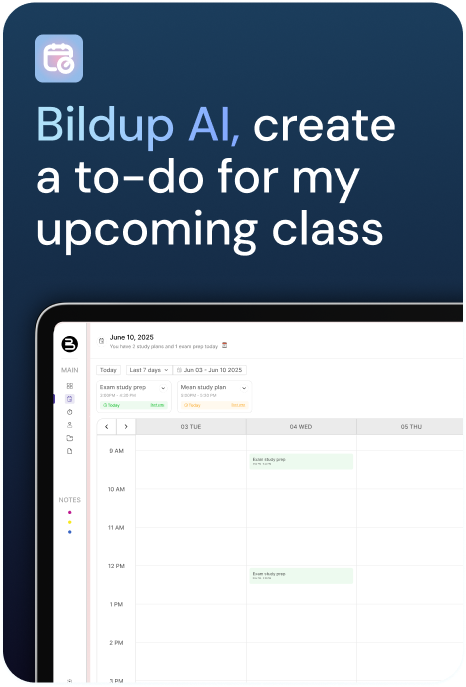 Bildup AI, create
a to-do for my
upcoming class
June 10, 2025
You have 2 study plans and 1 exam prep today
MAIN
Today
Last 7 days
Jun 03 - Jun 10 2025
Exam study prep
Mean study plan
Today
Today
03 TUE
04 WED
05 THU
9 AM
Exam study prep
10 AM
NOTES
11 AM
12 PM
Exam study prep
1 PM
2 PM
3 PM